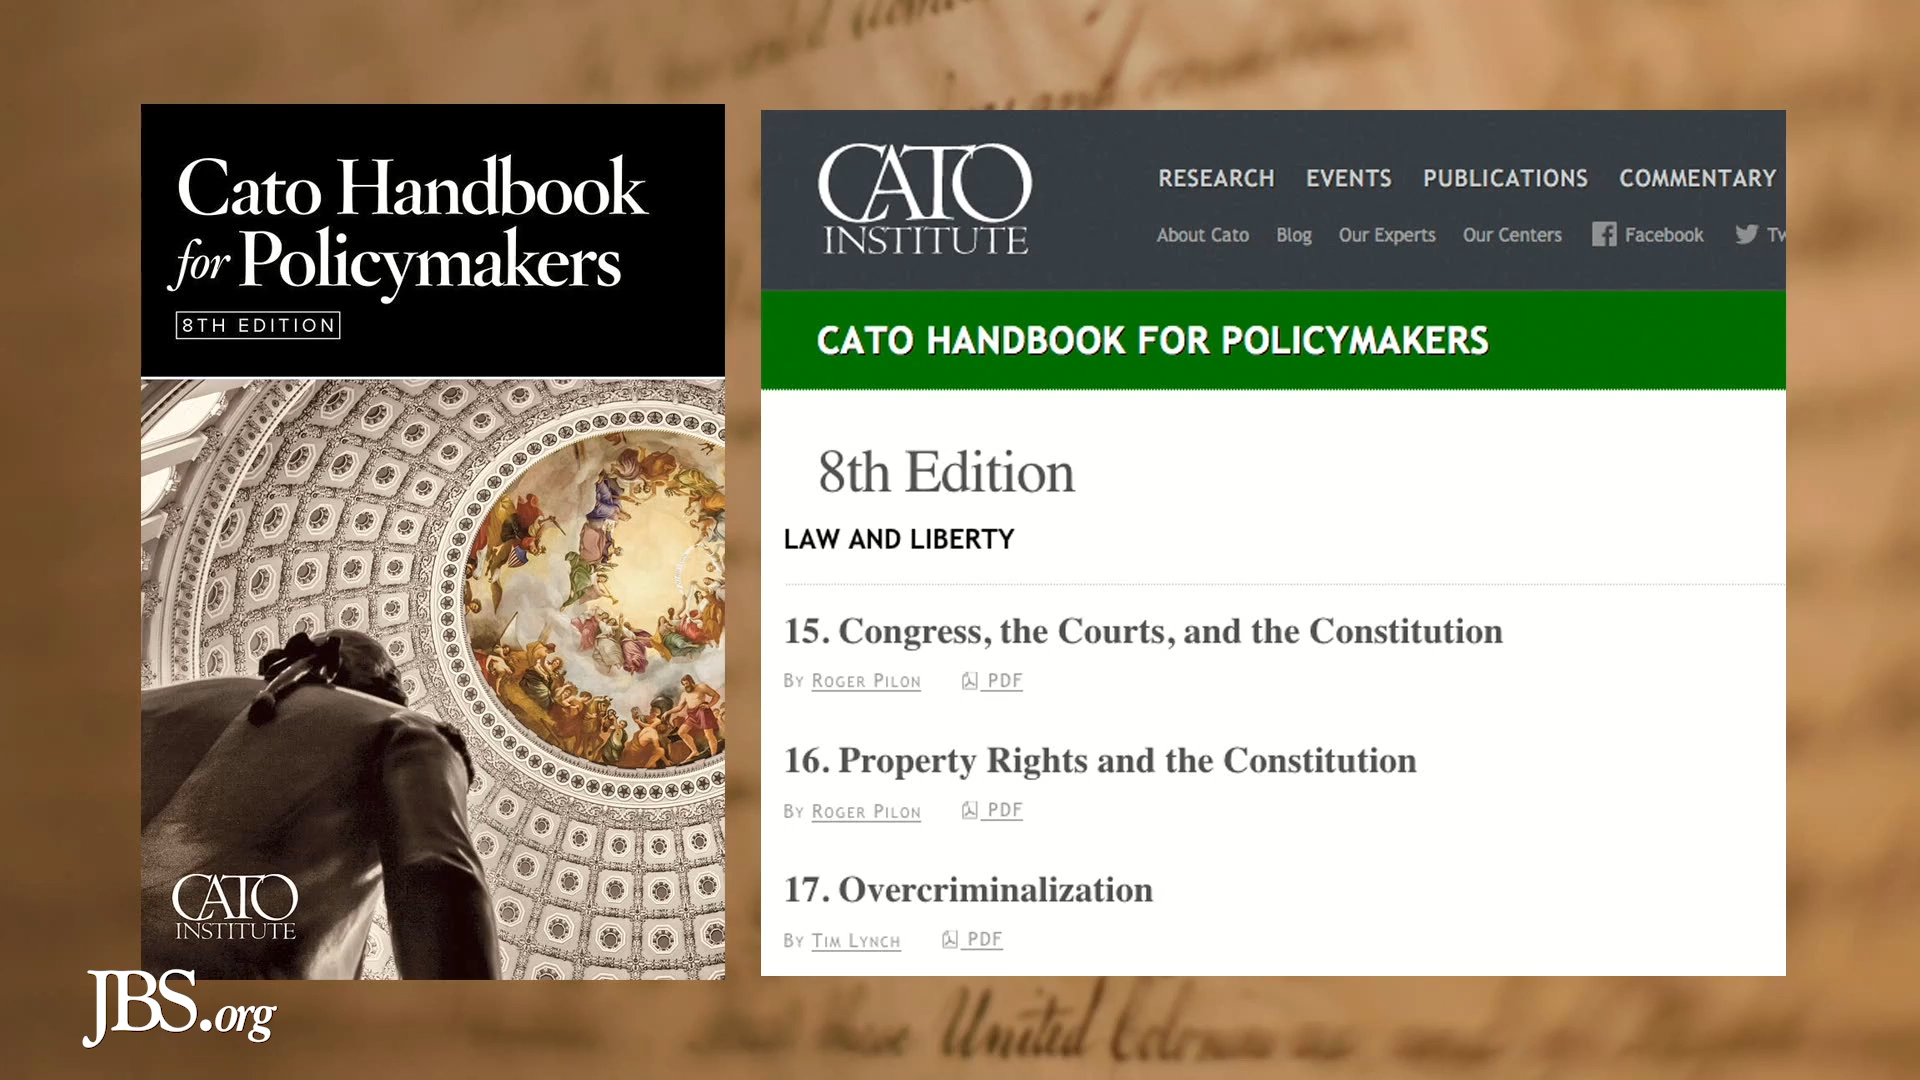 Cato Handbook
for Policymakers
8TH EDITION
CATO
INSTITUTE
CATO
INSTITUTE
RESEARCH EVENTS PUBLICATIONS COMMENTARY
About Cato Blog Our Experts Our Centers Facebook Tw
CATO HANDBOOK FOR POLICYMAKERS
8th Edition
LAW AND LIBERTY
15. Congress, the Courts, and the Constitution
BY ROGER PILON PDF
16. Property Rights and the Constitution
BY ROGER PILON PDF
17. Overcriminalization
BY TIM LYNCH PDF
JBS.org
United Colonies